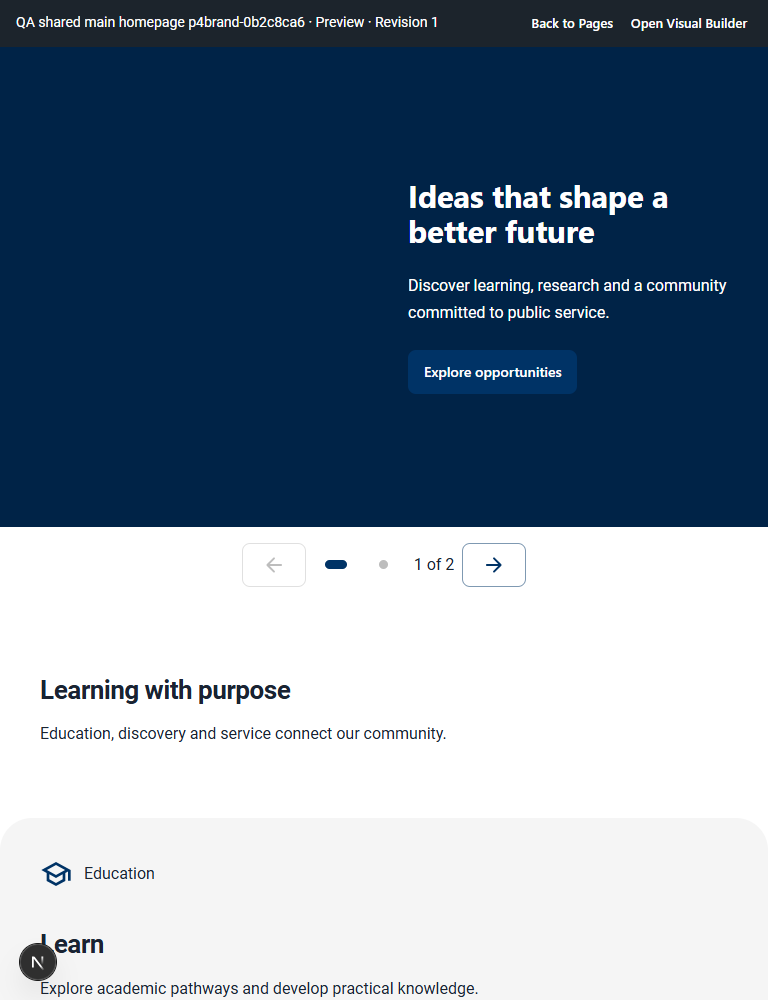 QA shared main homepage p4brand-0b2c8ca6 · Preview · Revision 1
Back to Pages
Open Visual Builder
Ideas that shape a
better future
Discover learning, research and a community
committed to public service.
Explore opportunities
1 of 2
Learning with purpose
Education, discovery and service connect our community.
Education
Learn
N
Explore academic pathways and develop practical knowledge.